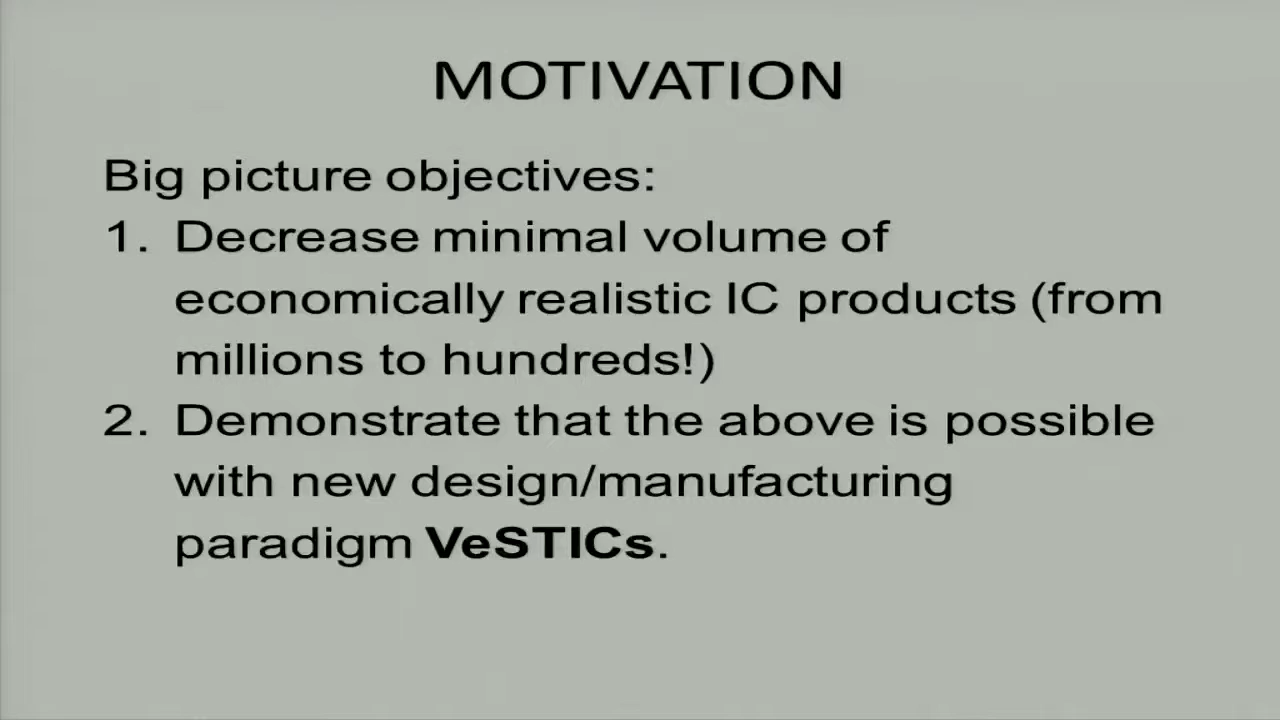 MOTIVATION
Big picture objectives:
1. Decrease minimal volume of
economically realistic IC products (from
millions to hundreds!)
2. Demonstrate that the above is possible
with new design/manufacturing
paradigm VeSTICs.